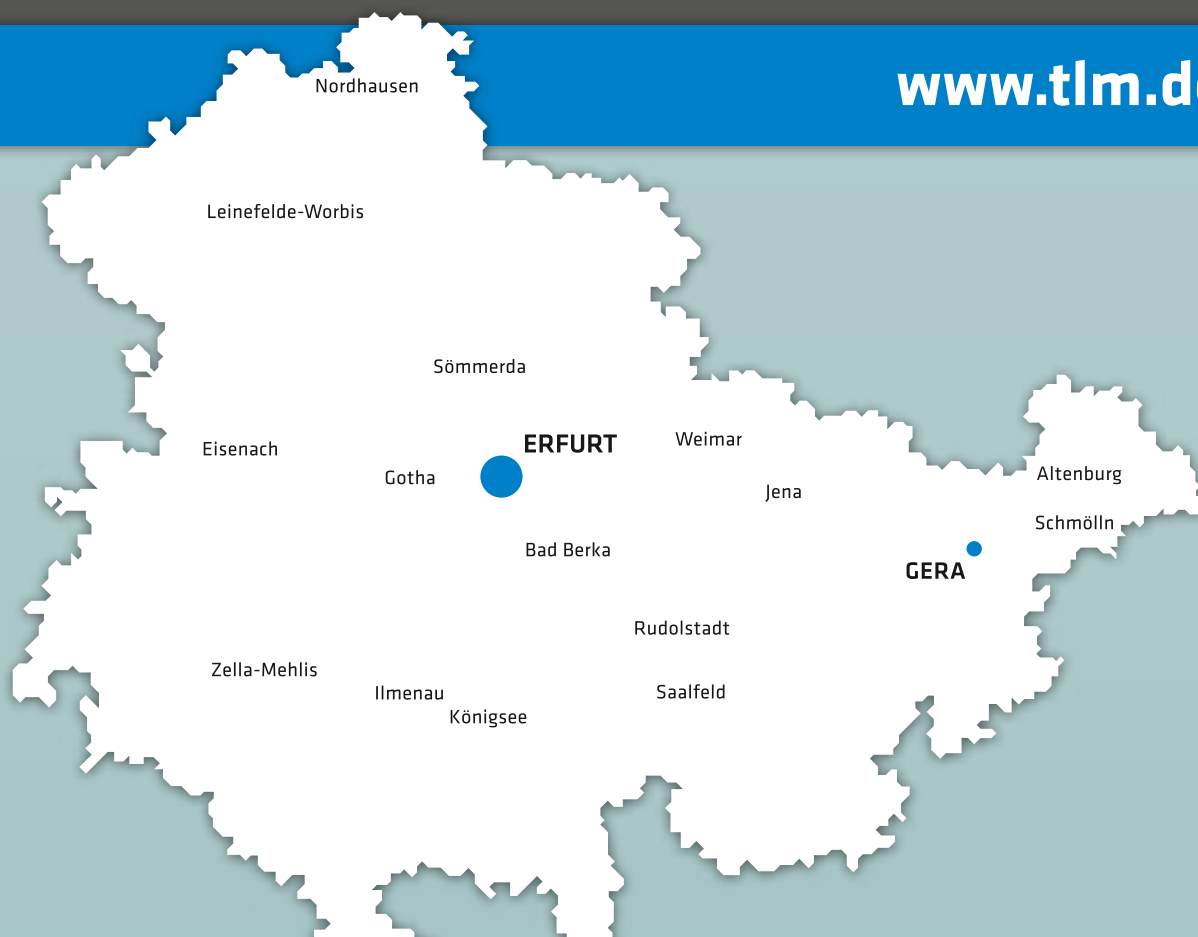 www.tlm.d
Nordhausen
Leinefelde-Worbis
Sömmerda
Eisenach
Gotha
ERFURT
Weimar
Jena
Altenburg
Schmölln
Bad Berka
GERA
Rudolstadt
Zella-Mehlis
Ilmenau
Königsee
Saalfeld